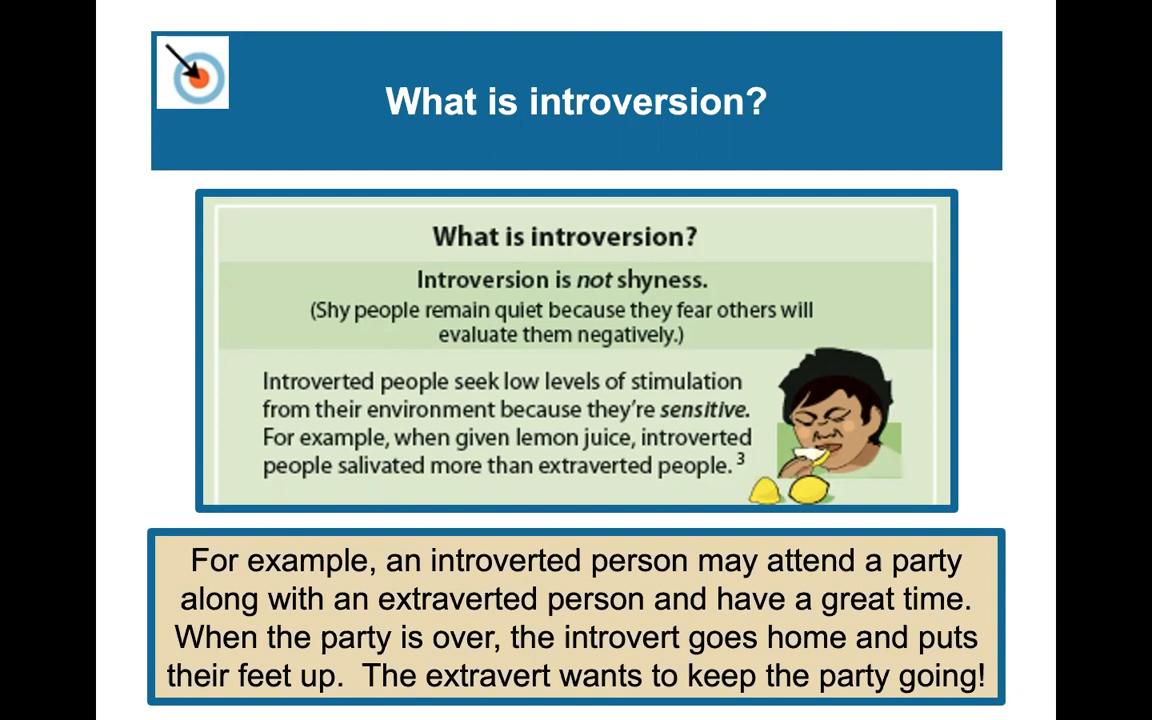 What is introversion?
What is introversion?
Introversion is not shyness.
(Shy people remain quiet because they fear others will
evaluate them negatively.)
Introverted people seek low levels of stimulation
from their environment because they're sensitive.
For example, when given lemon juice, introverted
people salivated more than extraverted people. 3
For example, an introverted person may attend a party
along with an extraverted person and have a great time.
When the party is over, the introvert goes home and puts
their feet up.  The extravert wants to keep the party going!